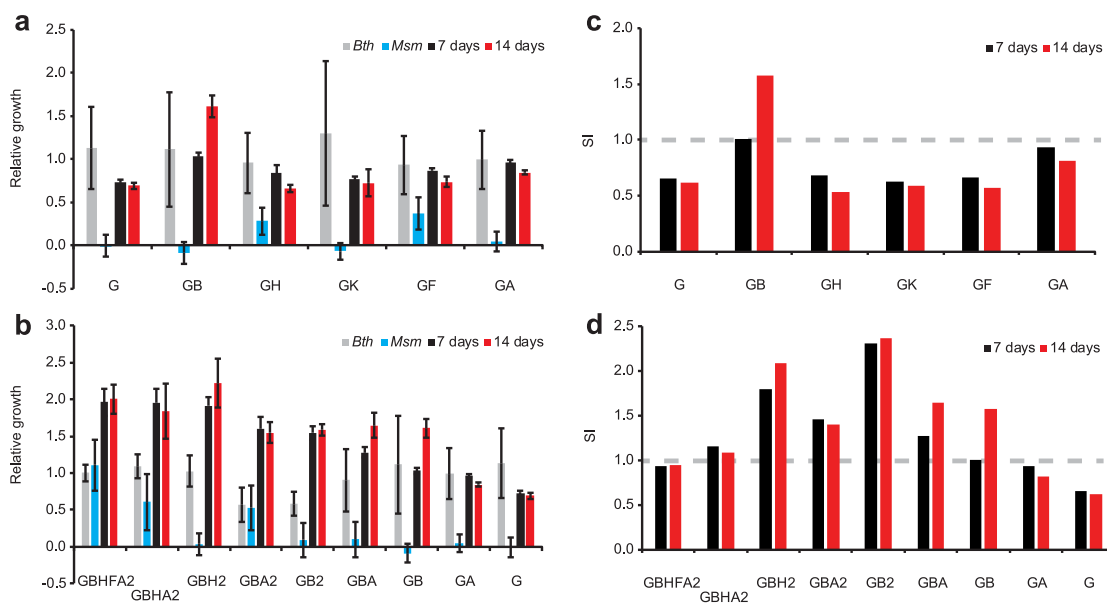 a
Relative growth
2.5
2.0
1.5
1.0
0.5
0.0
-0.5
Bth Msm 7 days 14 days
G GB GH GK GF GA
c
SI
2.0
1.5
1.0
0.5
0.0
7 days 14 days
G GB GH GK GF GA
b
Relative growth
3.0
2.5
2.0
1.5
1.0
0.5
0.0
-0.5
Bth Msm 7 days 14 days
GBHFA2 GBHA2 GBH2 GBA2 GB2 GBA GB GA G
d
SI
2.5
2.0
1.5
1.0
0.5
0.0
7 days 14 days
GBHFA2 GBHA2 GBH2 GBA2 GB2 GBA GB GA G